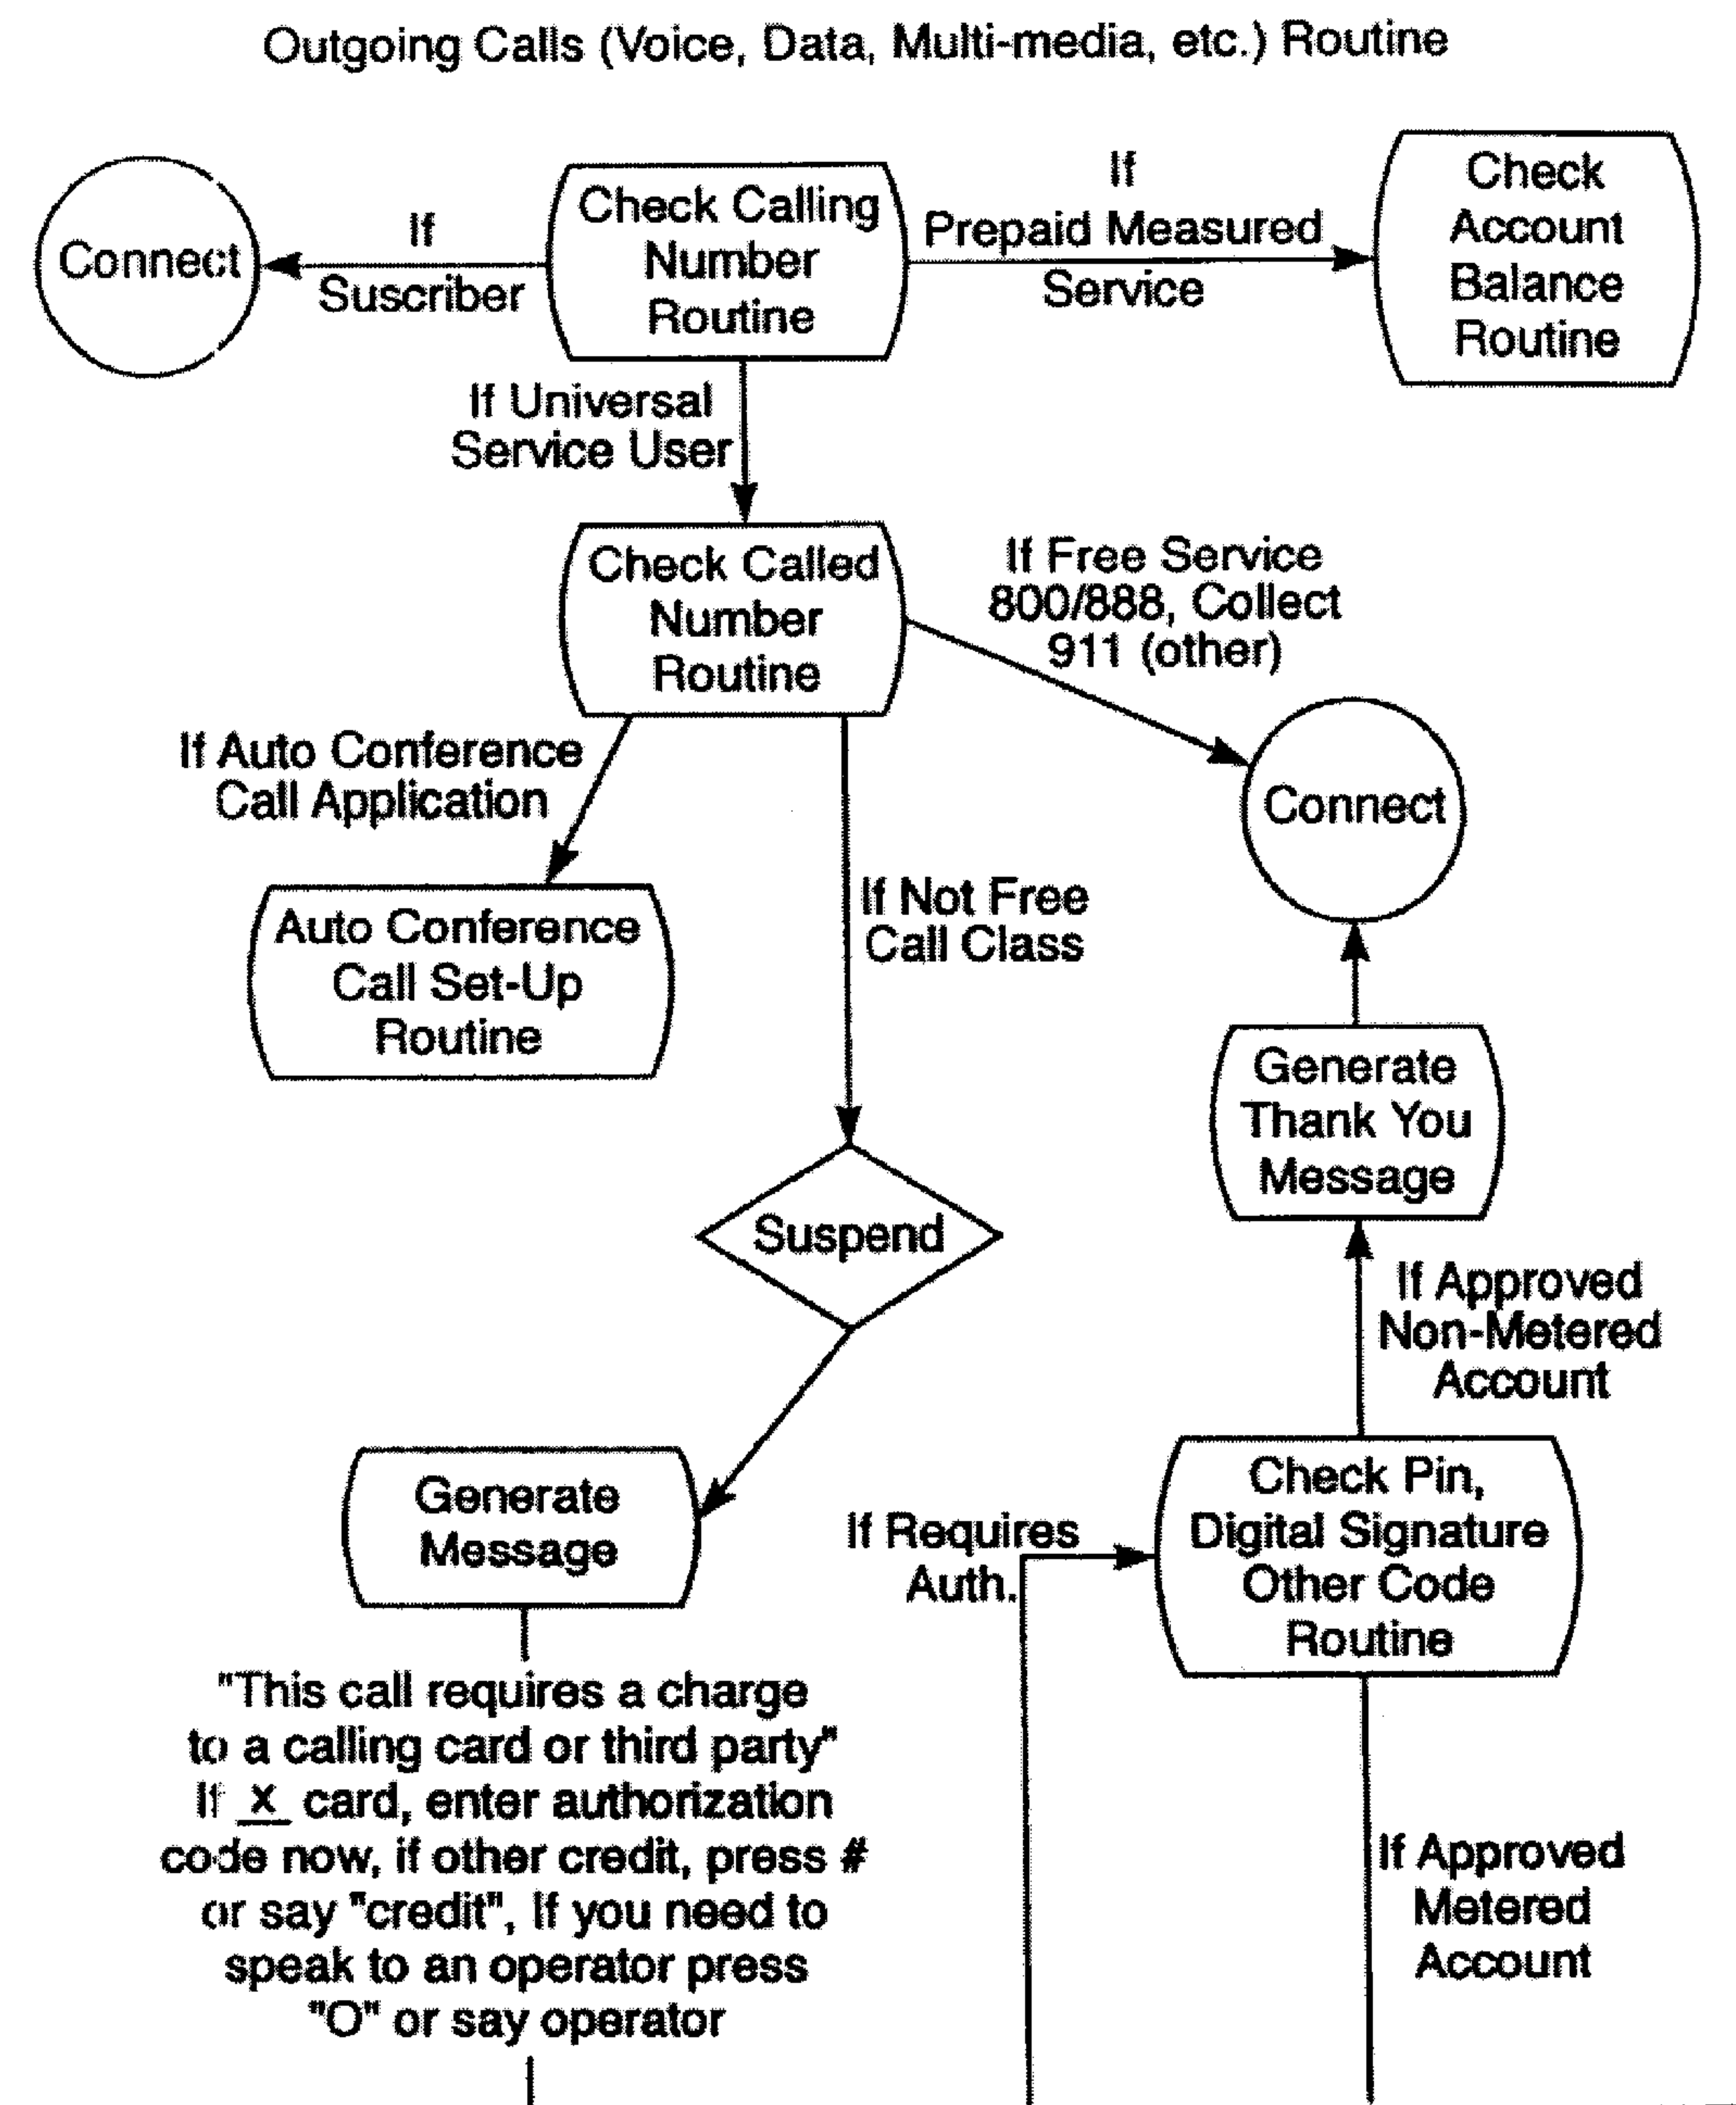 Outgoing Calls (Voice, Data, Multi-media, etc.) Routine
Connect
If
Suscriber
Check Calling
Number
Routine
If
Prepaid Measured
Service
Check
Account
Balance
Routine
If Universal
Service User
Check Called
Number
Routine
If Free Service
800/888, Collect
911 (other)
Connect
If Auto Conference
Call Application
Auto Conference
Call Set-Up
Routine
If Not Free
Call Class
Suspend
Generate
Thank You
Message
If Approved
Non-Metered
Account
Generate
Message
If Requires
Auth.
Check Pin,
Digital Signature
Other Code
Routine
"This call requires a charge
to a calling card or third party"
If x card, enter authorization
code now, if other credit, press #
or say "credit", If you need to
speak to an operator press
"O" or say operator
If Approved
Metered
Account